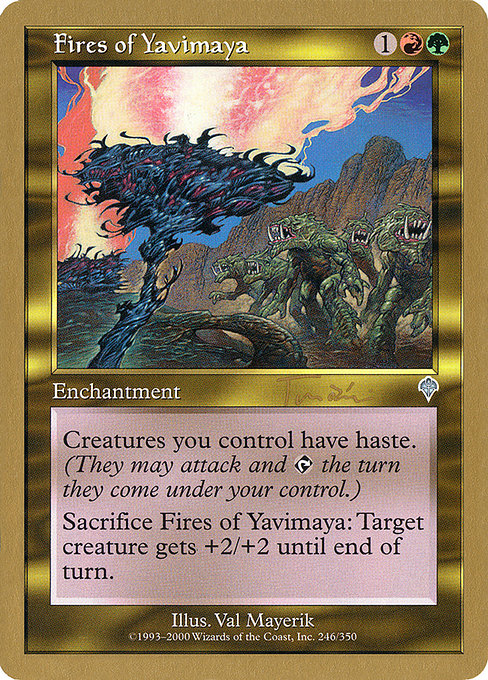 Fires of Yavimaya 1
Enchantment
Creatures you control have haste.
(They may attack and the turn
they come under your control.)
Sacrifice Fires of Yavimaya: Target
creature gets +2/+2 until end of
turn.
Illus. Val Mayerik
©1993–2000 Wizards of the Coast, Inc. 246/350